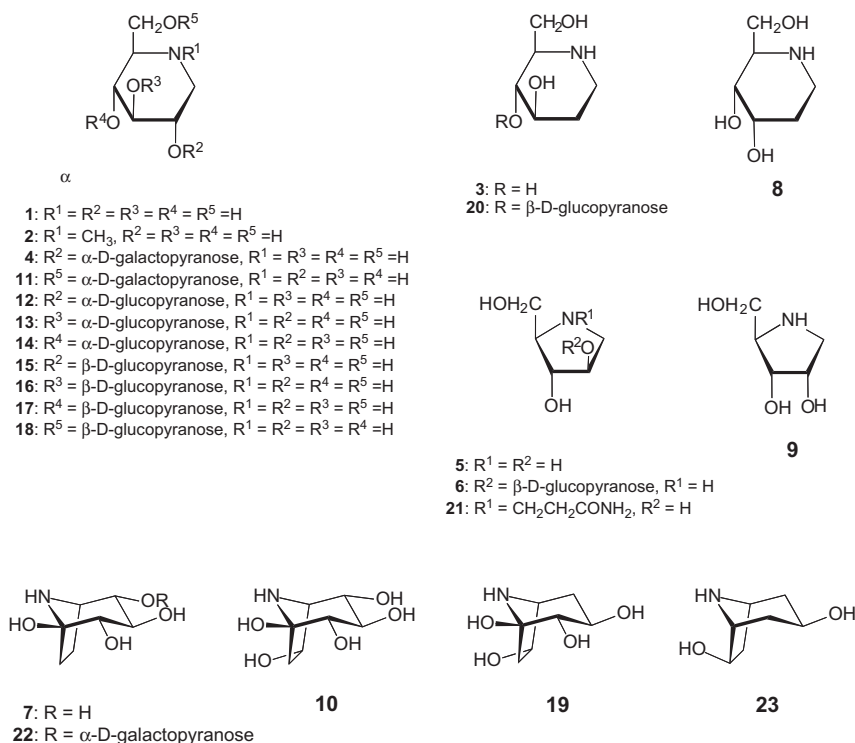 CH₂OR⁵
NR¹
OR³
R⁴O
OR²
α
1: R¹ = R² = R³ = R⁴ = R⁵ =H
2: R¹ = CH₃, R² = R³ = R⁴ = R⁵ =H
4: R² = α-D-galactopyranose, R¹ = R³ = R⁴ = R⁵ =H
11: R⁵ = α-D-galactopyranose, R¹ = R² = R³ = R⁴ =H
12: R² = α-D-glucopyranose, R¹ = R³ = R⁴ = R⁵ =H
13: R³ = α-D-glucopyranose, R¹ = R² = R⁴ = R⁵ =H
14: R⁴ = α-D-glucopyranose, R¹ = R² = R³ = R⁵ =H
15: R² = β-D-glucopyranose, R¹ = R³ = R⁴ = R⁵ =H
16: R³ = β-D-glucopyranose, R¹ = R² = R⁴ = R⁵ =H
17: R⁴ = β-D-glucopyranose, R¹ = R² = R³ = R⁵ =H
18: R⁵ = β-D-glucopyranose, R¹ = R² = R³ = R⁴ =H
CH₂OH
NH
OH
RO
3: R = H
20: R = β-D-glucopyranose
CH₂OH
NH
HO
OH
8
HOH₂C
NR¹
R²O
OH
5: R¹ = R² = H
6: R² = β-D-glucopyranose, R¹ = H
21: R¹ = CH₂CH₂CONH₂, R² = H
HOH₂C
NH
HO
OH
9
HN
OR
OH
HO
OH
7: R = H
22: R = α-D-galactopyranose
HN
OH
OH
HO
OH
HO
10
HN
HO
OH
OH
HO
19
HN
OH
HO
23